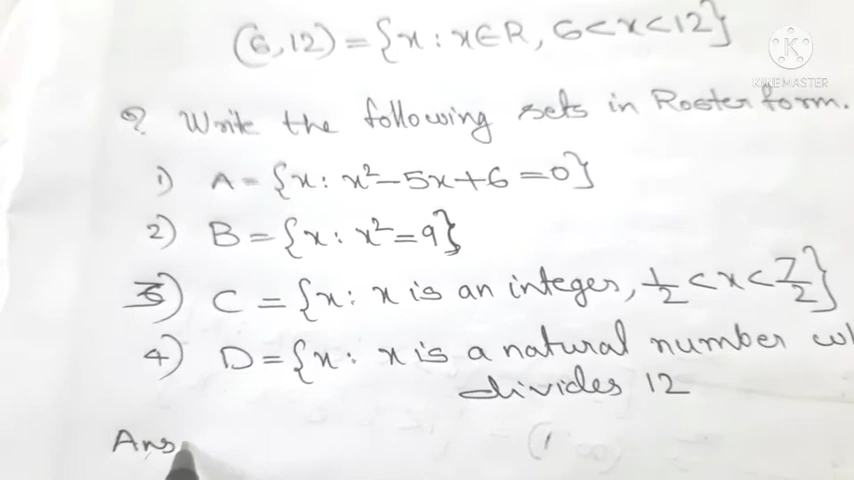 (6, 12) = {x : x ∈ R, 6 < x < 12}
KINEMASTER
Q Write the following sets in Roster form.
1) A = {x : x² - 5x + 6 = 0}
2) B = {x : x² = 9}
3) C = {x : x is an integer, 1/2 < x < 7/2}
4) D = {x : x is a natural number
divides 12
Ans